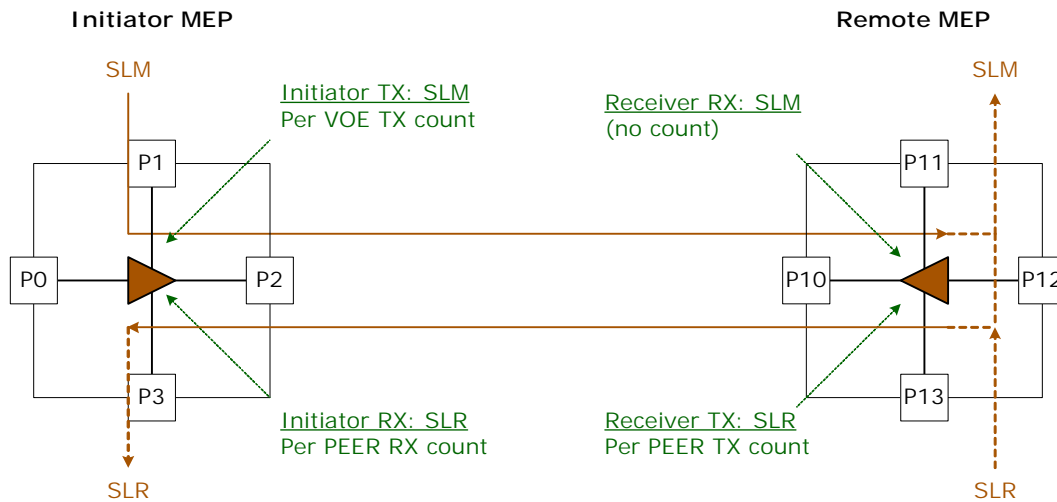 Initiator MEP
Remote MEP
SLM
SLM
Initiator TX: SLM
Per VOE TX count
Receiver RX: SLM
(no count)
P1
P11
P0
P2
P10
P12
P3
P13
Initiator RX: SLR
Per PEER RX count
Receiver TX: SLR
Per PEER TX count
SLR
SLR